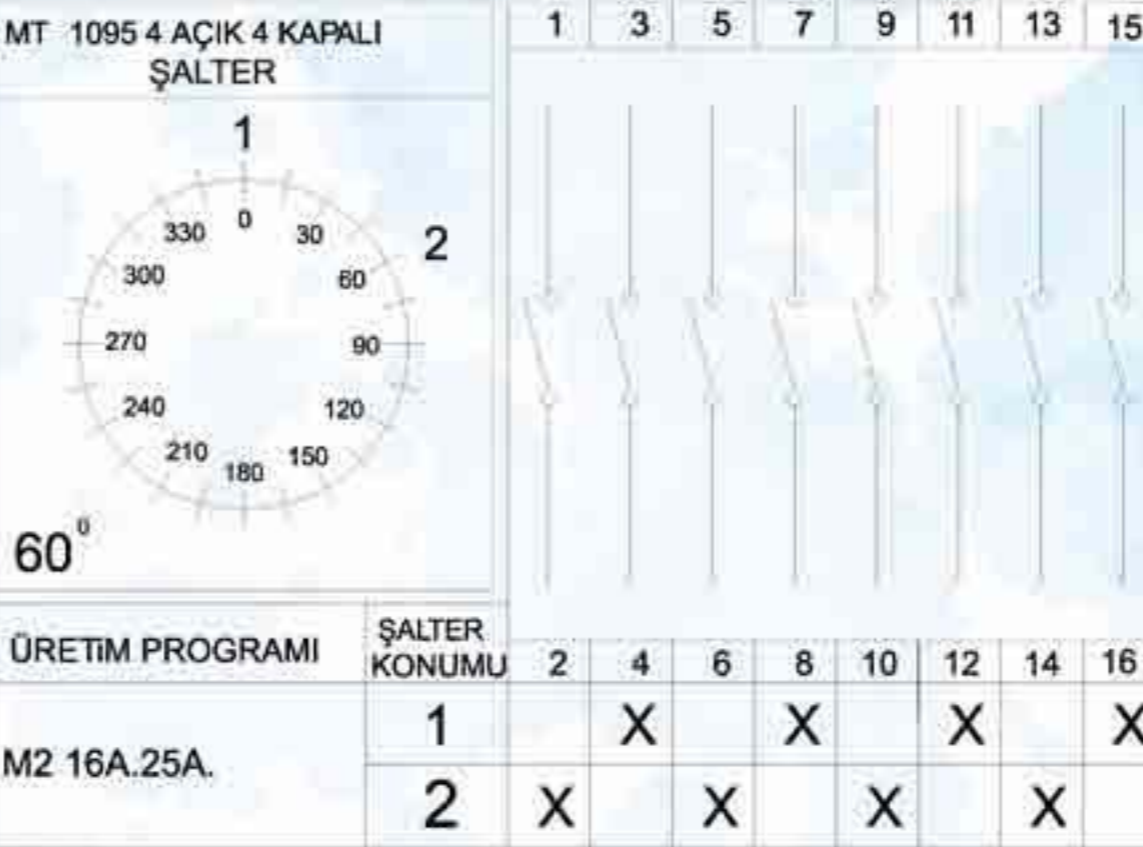 MT 1095 4 AÇIK 4 KAPALI
ŞALTER
1
2
0
30
60
90
120
150
180
210
240
270
300
330
60⁰
1 3 5 7 9 11 13 15
ÜRETİM PROGRAMI
ŞALTER
KONUMU
2 4 6 8 10 12 14 16
M2 16A.25A.
1 X X X X
2 X X X X